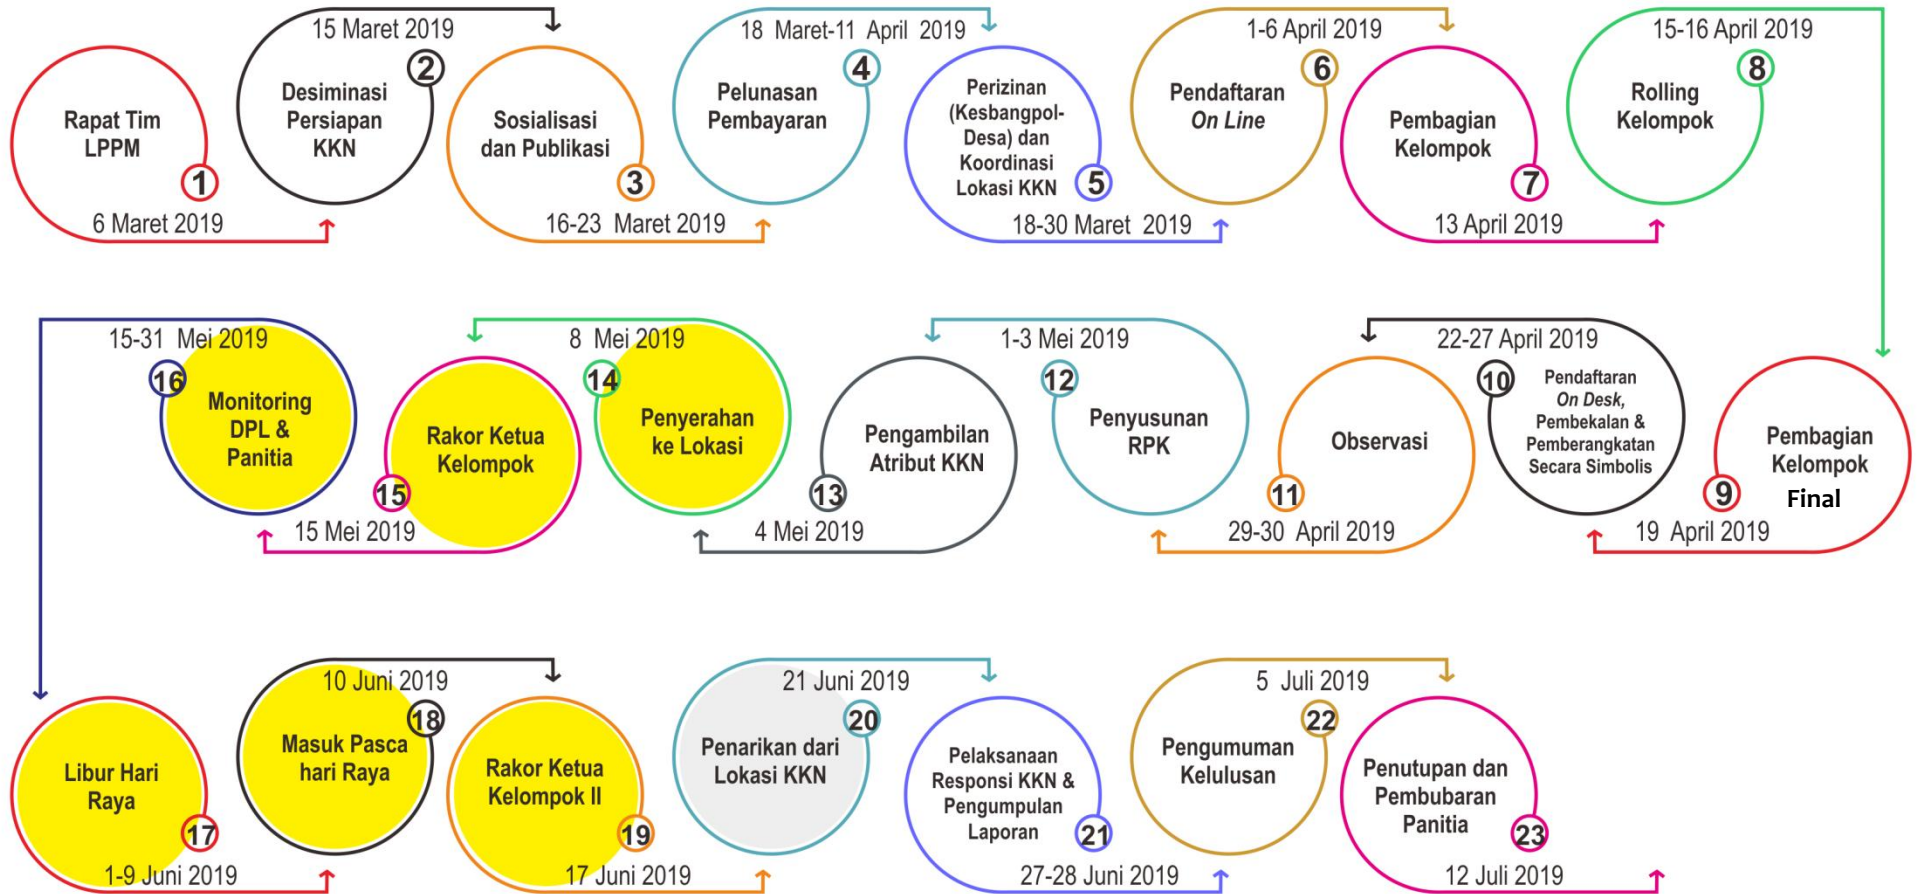 6 Maret 2019
Rapat Tim
LPPM
1
15 Maret 2019
2
Desiminasi
Persiapan
KKN
Sosialisasi
dan Publikasi
3
16-23 Maret 2019
18 Maret-11 April 2019
4
Pelunasan
Pembayaran
Perizinan
(Kesbangpol-
Desa) dan
Koordinasi
Lokasi KKN
5
18-30 Maret 2019
1-6 April 2019
6
Pendaftaran
On Line
Pembagian
Kelompok
7
13 April 2019
15-16 April 2019
8
Rolling
Kelompok
Pembagian
Kelompok
Final
9
19 April 2019
22-27 April 2019
10
Pendaftaran
On Desk,
Pembekalan &
Pemberangkatan
Secara Simbolis
Observasi
11
29-30 April 2019
1-3 Mei 2019
12
Penyusunan
RPK
Pengambilan
Atribut KKN
13
4 Mei 2019
8 Mei 2019
14
Penyerahan
ke Lokasi
Rakor Ketua
Kelompok
15
15 Mei 2019
15-31 Mei 2019
16
Monitoring
DPL &
Panitia
Libur Hari
Raya
17
1-9 Juni 2019
10 Juni 2019
18
Masuk Pasca
hari Raya
Rakor Ketua
Kelompok II
19
17 Juni 2019
21 Juni 2019
20
Penarikan dari
Lokasi KKN
Pelaksanaan
Responsi KKN &
Pengumpulan
Laporan
21
27-28 Juni 2019
5 Juli 2019
22
Pengumuman
Kelulusan
Penutupan dan
Pembubaran
Panitia
23
12 Juli 2019